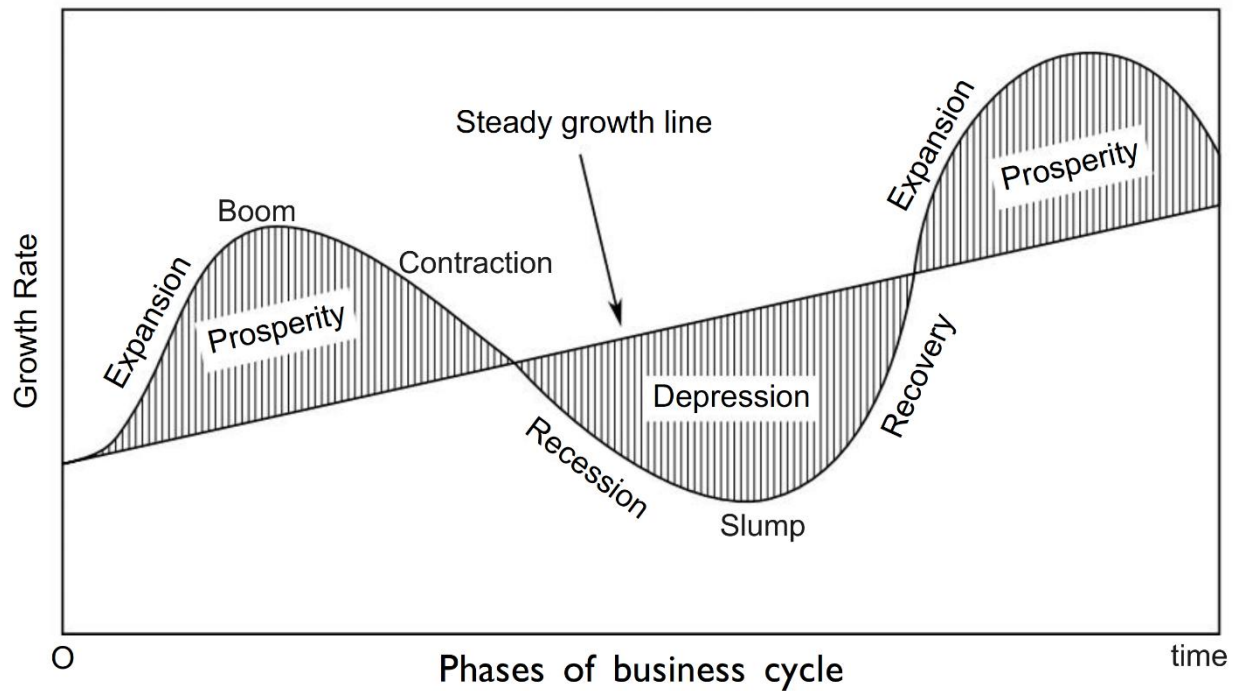 Steady growth line
Boom
Contraction
Expansion
Prosperity
Growth Rate
Recession
Depression
Slump
Recovery
Expansion
Prosperity
O
time
Phases of business cycle